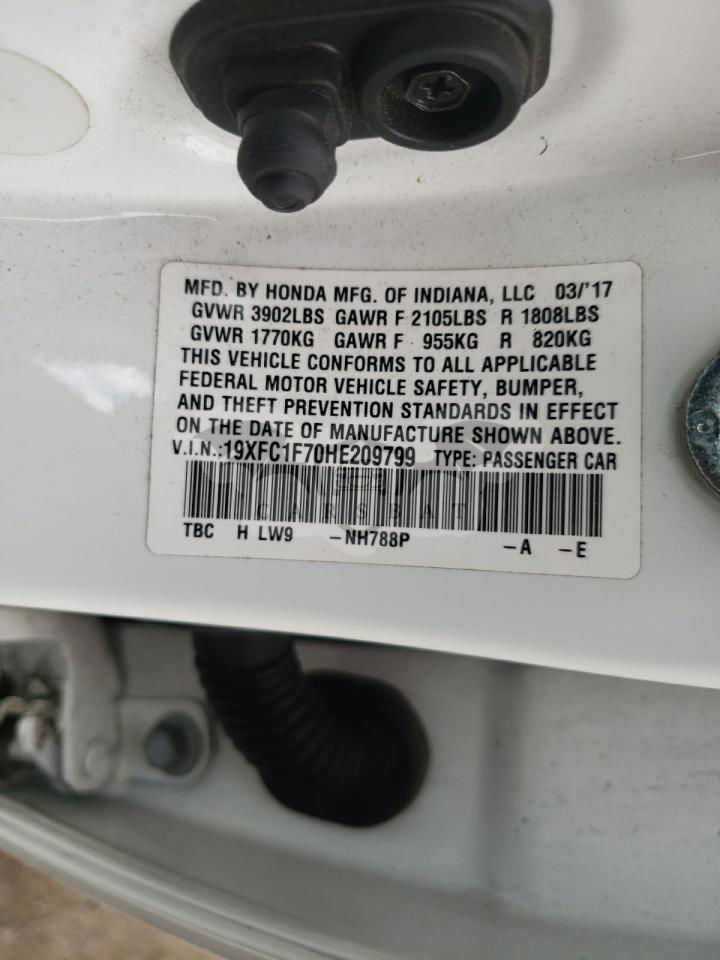 MFD. BY HONDA MFG. OF INDIANA, LLC 03/'17
GVWR 3902LBS GAWR F 2105LBS R 1808LBS
GVWR 1770KG GAWR F 955KG R 820KG
THIS VEHICLE CONFORMS TO ALL APPLICABLE
FEDERAL MOTOR VEHICLE SAFETY, BUMPER,
AND THEFT PREVENTION STANDARDS IN EFFECT
ON THE DATE OF MANUFACTURE SHOWN ABOVE.
V.I.N.:19XFC1F70HE209799 TYPE: PASSENGER CAR
CARSBAT
TBC H LW9 –NH788P –A –E